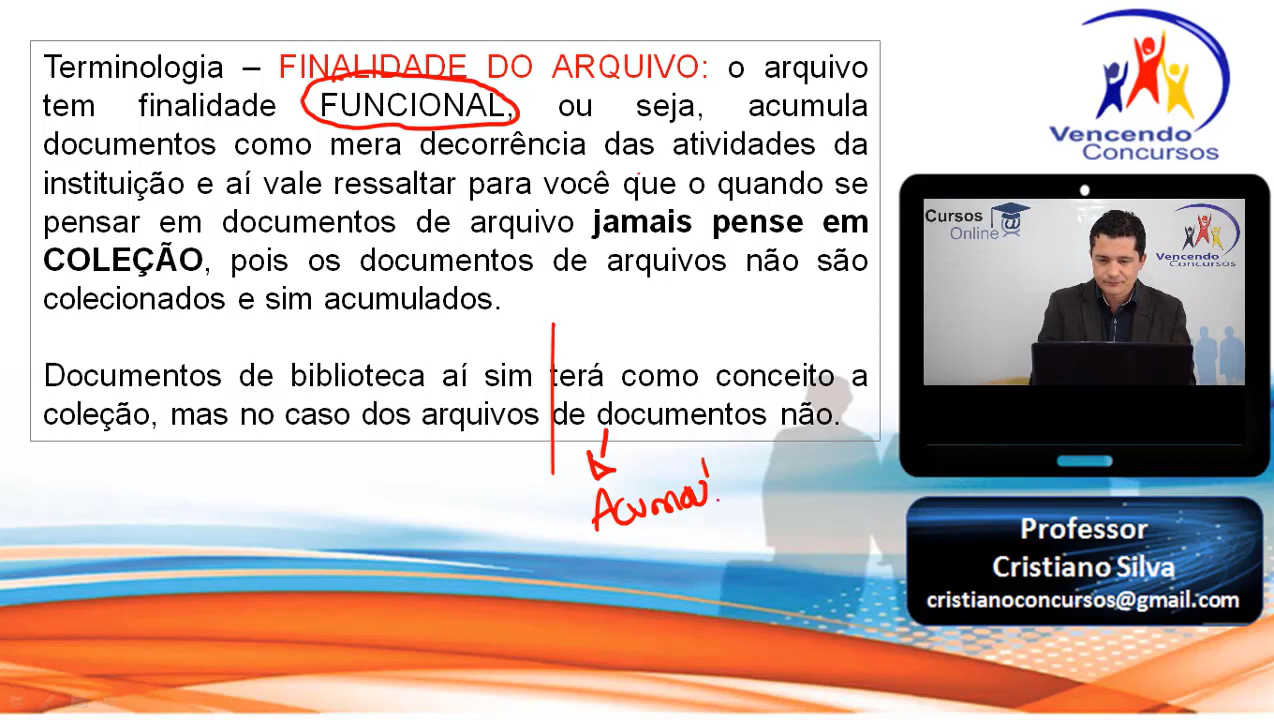 Terminologia – FINALIDADE DO ARQUIVO: o arquivo
tem finalidade FUNCIONAL, ou seja, acumula
documentos como mera decorrência das atividades da
instituição e aí vale ressaltar para você que o quando se
pensar em documentos de arquivo jamais pense em
COLEÇÃO, pois os documentos de arquivos não são
colecionados e sim acumulados.
Documentos de biblioteca aí sim terá como conceito a
coleção, mas no caso dos arquivos de documentos não.
Vencendo
Concursos
Cursos
Online
Vencendo
Concursos
Professor
Cristiano Silva
cristianoconcursos@gmail.com